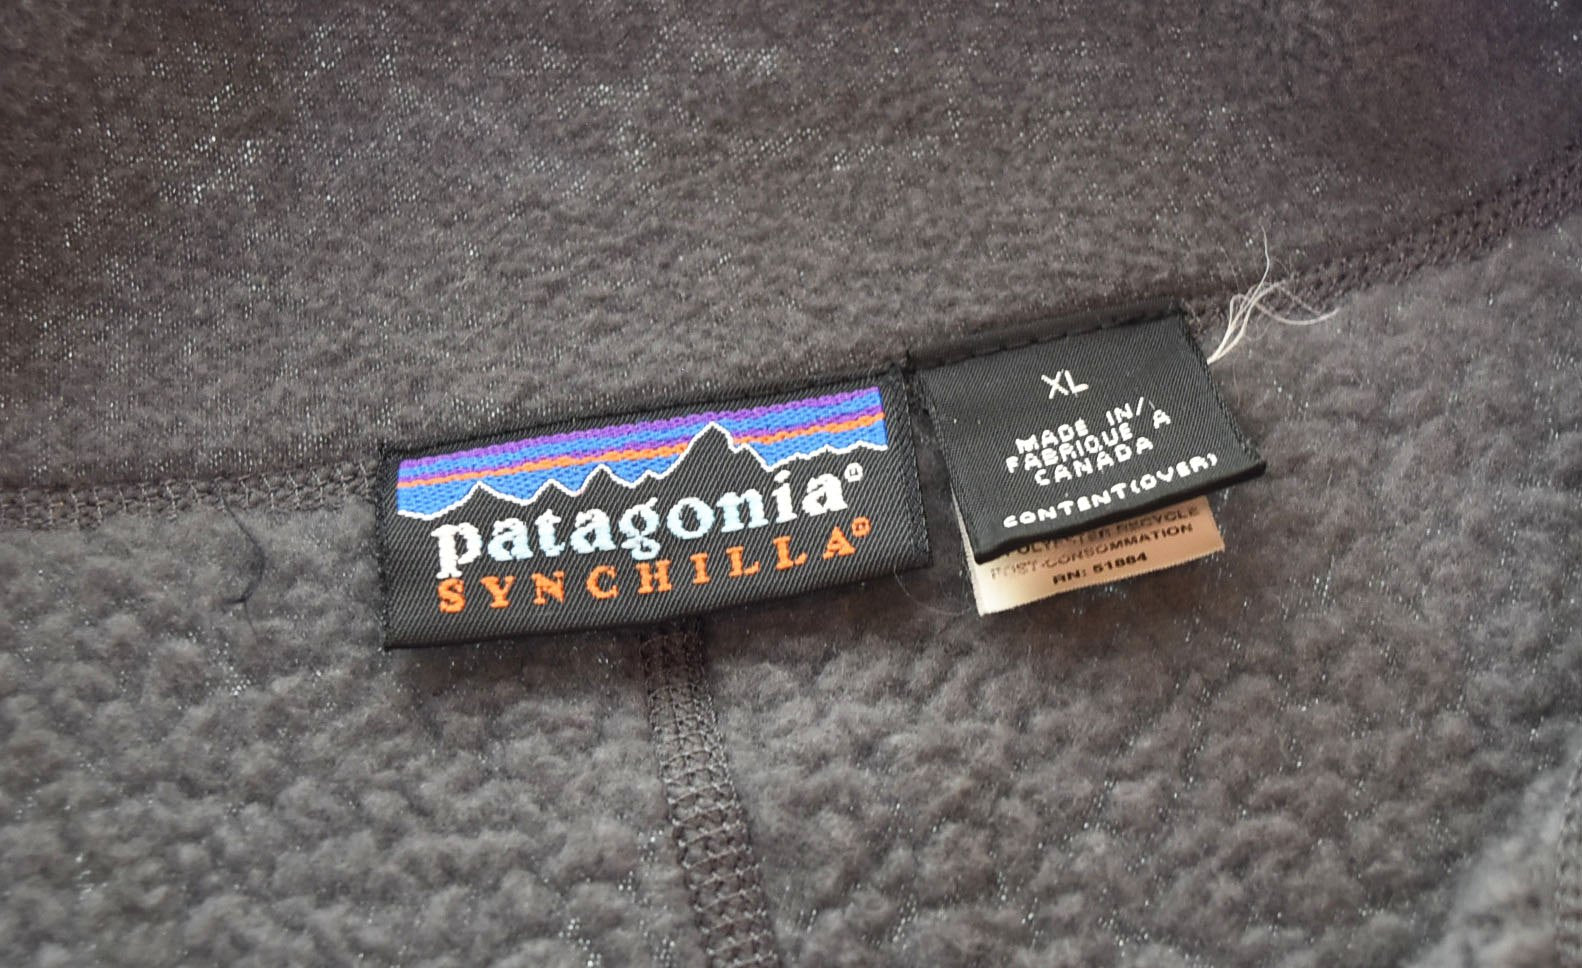 patagonia®
SYNCHILLA®
XL
MADE IN/
FABRIQUE A
CANADA
CONTENT(OVER)
POLYESTER RECYCLE
POST-CONSOMMATION
RN: 51884